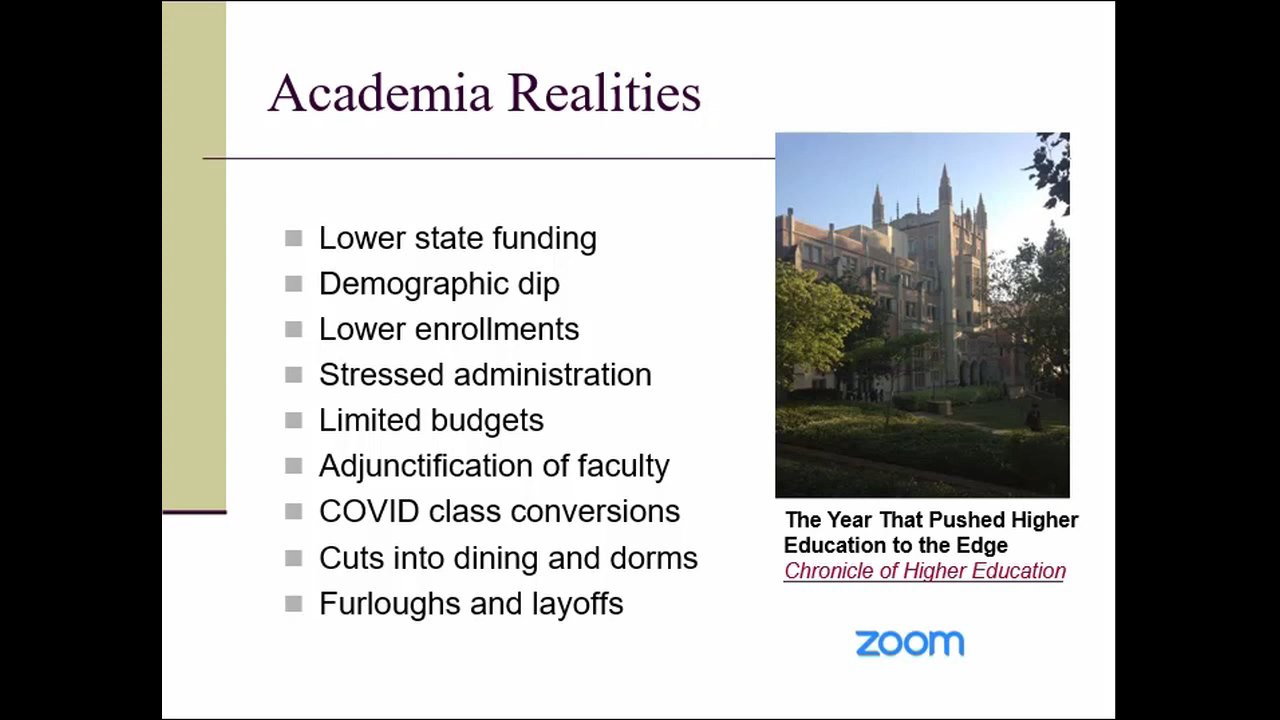 Academia Realities
Lower state funding
Demographic dip
Lower enrollments
Stressed administration
Limited budgets
Adjunctification of faculty
COVID class conversions
Cuts into dining and dorms
Furloughs and layoffs
The Year That Pushed Higher
Education to the Edge
Chronicle of Higher Education
zoom